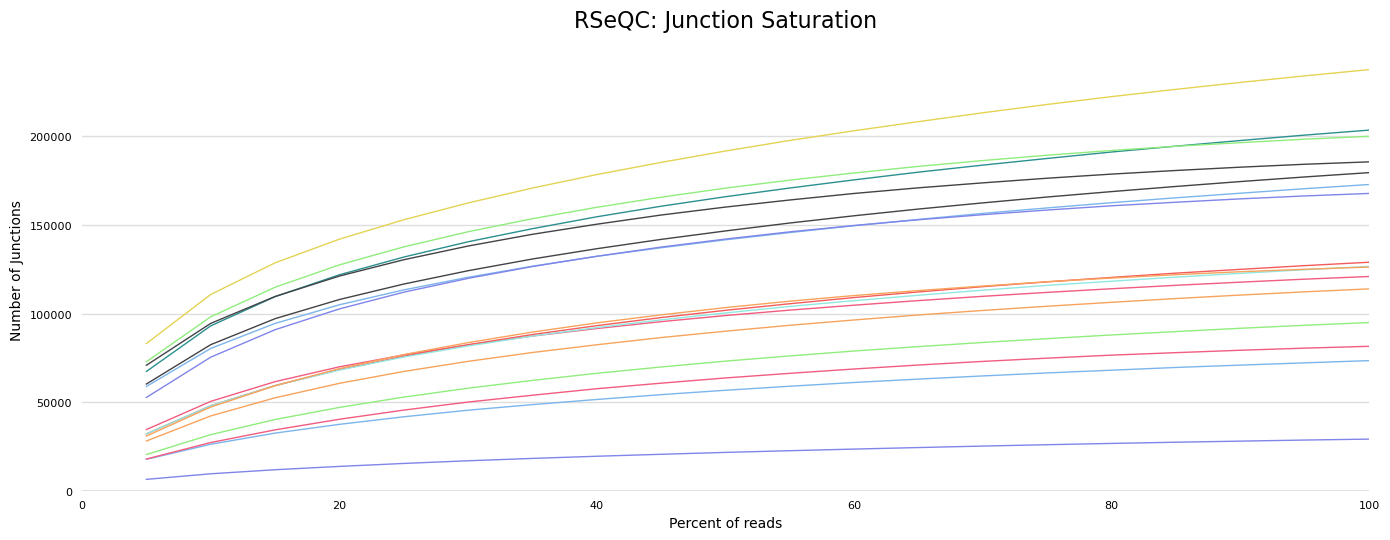 RSeQC: Junction Saturation
Number of Junctions
200000
150000
100000
50000
0
0 20 40 60 80 100
Percent of reads